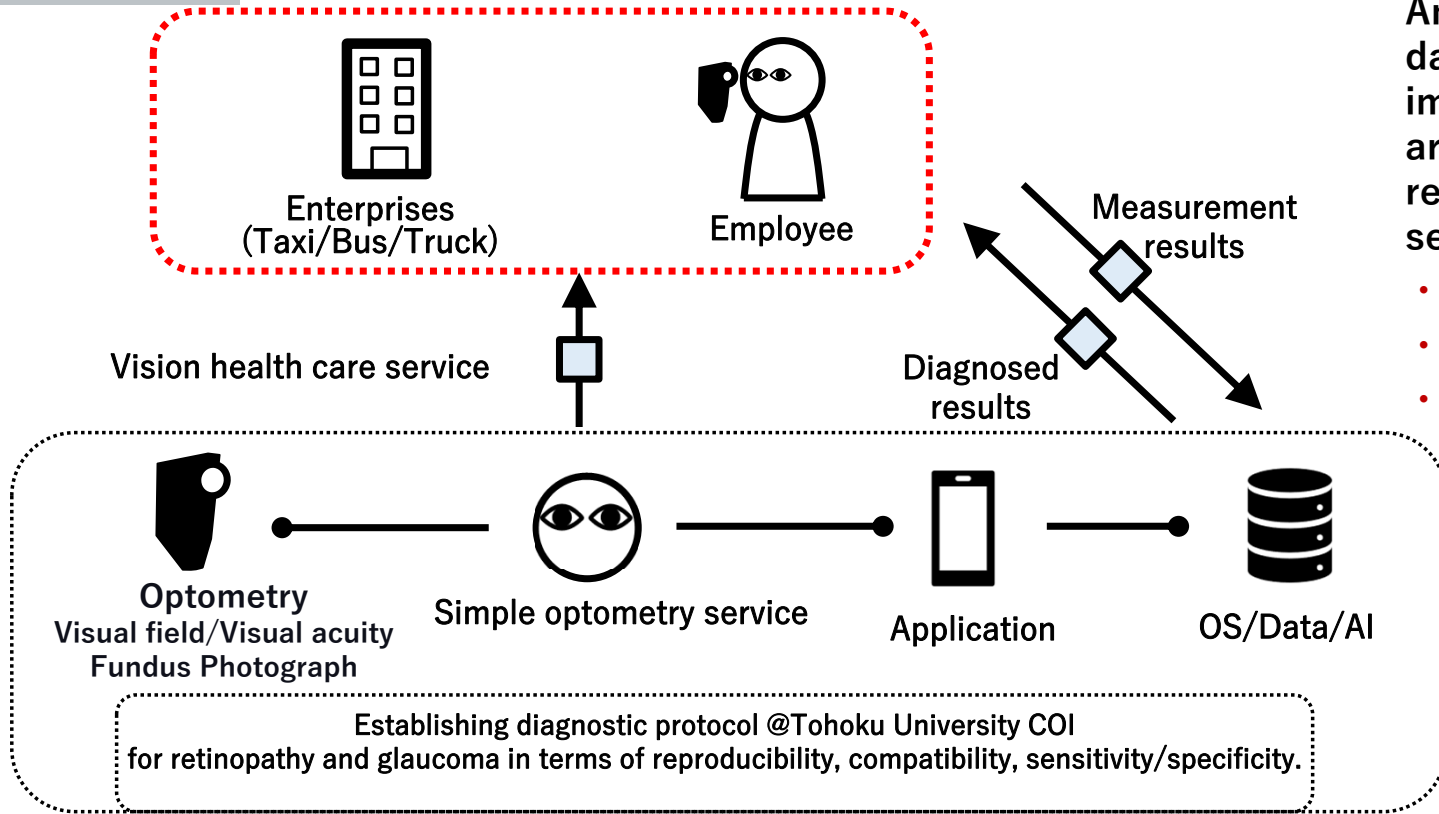 Enterprises
(Taxi/Bus/Truck)
Employee
Measurement
results
Vision health care service
Diagnosed
results
Optometry
Visual field/Visual acuity
Fundus Photograph
Simple optometry service
Application
OS/Data/AI
Establishing diagnostic protocol @Tohoku University COI
for retinopathy and glaucoma in terms of reproducibility, compatibility, sensitivity/specificity.